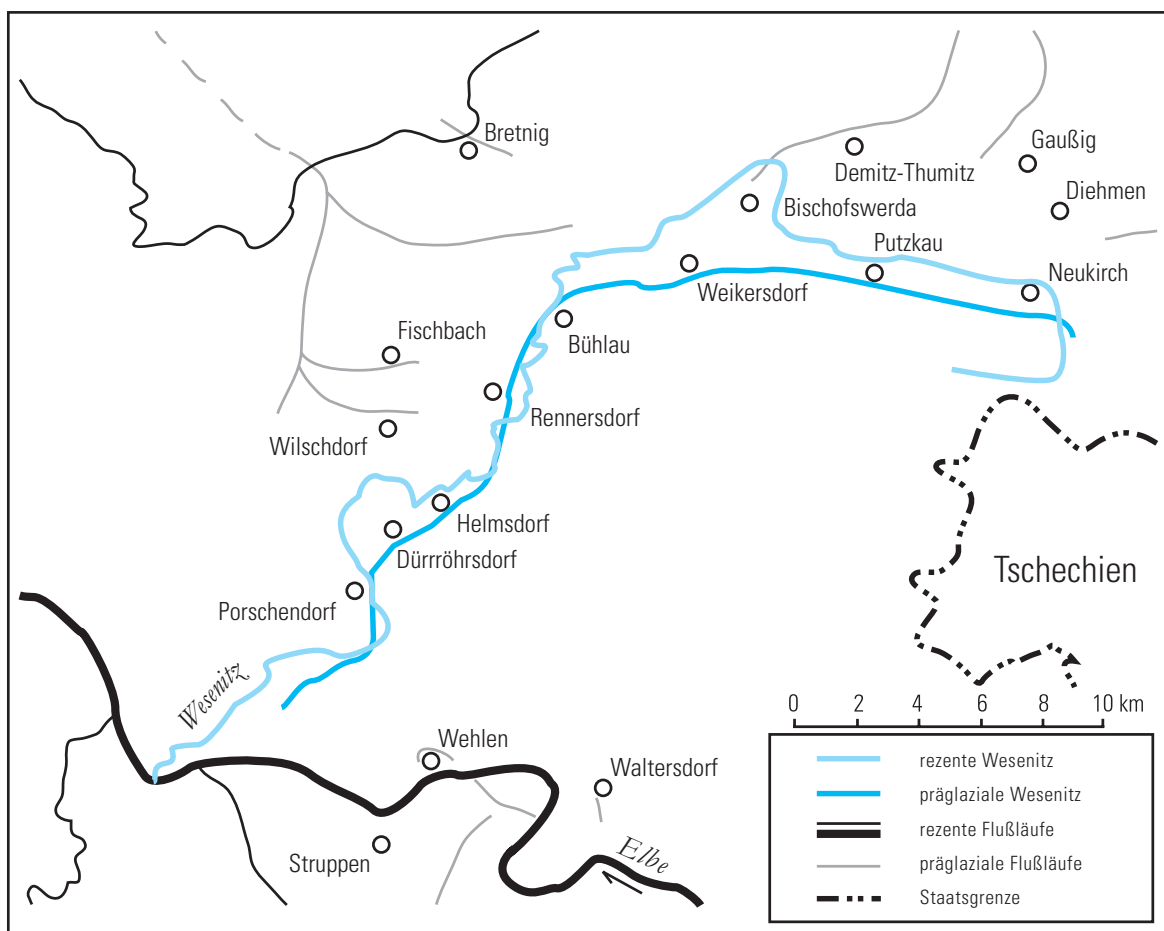 Bretnig
Gaußig
Demitz-Thumitz
Diehmen
Bischofswerda
Putzkau
Neukirch
Weikersdorf
Fischbach
Bühlau
Rennersdorf
Wilschdorf
Helmsdorf
Dürrröhrsdorf
Tschechien
Porschendorf
Wesenitz
0 2 4 6 8 10 km
Wehlen
Waltersdorf
Struppen
Elbe
rezente Wesenitz
präglaziale Wesenitz
rezente Flußläufe
präglaziale Flußläufe
Staatsgrenze